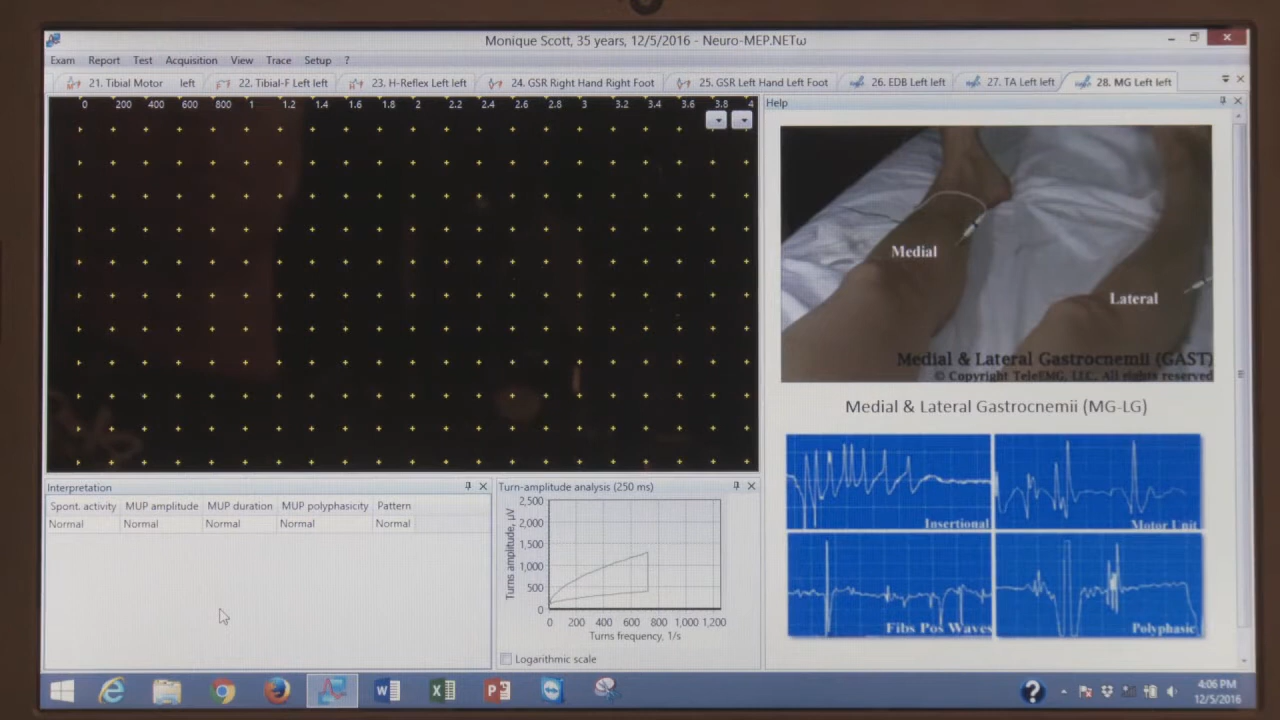 Monique Scott, 35 years, 12/5/2016 - Neuro-MEP.NETω
Exam Report Test Acquisition View Trace Setup ?
21. Tibal Motor left 22. Tibial-F Left left 23. H-Reflex Left left 24. GSR Right Hand Right Foot 25. GSR Left Hand Left Foot 26. EDB Left left 27. TA Left left 28. MG Left left
0 200 400 600 800 1 1.2 1.4 1.6 1.8 2 2.2 2.4 2.6 2.8 3 3.2 3.4 3.6 3.8 4
Help
Medial
Lateral
Medial & Lateral Gastrocnemii (GAST)
© Copyright TeleEMG, LLC. All rights reserved
Medial & Lateral Gastrocnemii (MG-LG)
Insertional
Motor Unit
Fibs Pos Waves
Polyphasic
Interpretation
Spont. activity MUP amplitude MUP duration MUP polyphasicity Pattern
Normal Normal Normal Normal Normal
Turn-amplitude analysis (250 ms)
Turns amplitude, µV
2,500
2,000
1,500
1,000
500
0
0 200 400 600 800 1,000 1,200
Turns frequency, 1/s
Logarithmic scale
4:06 PM
12/5/2016